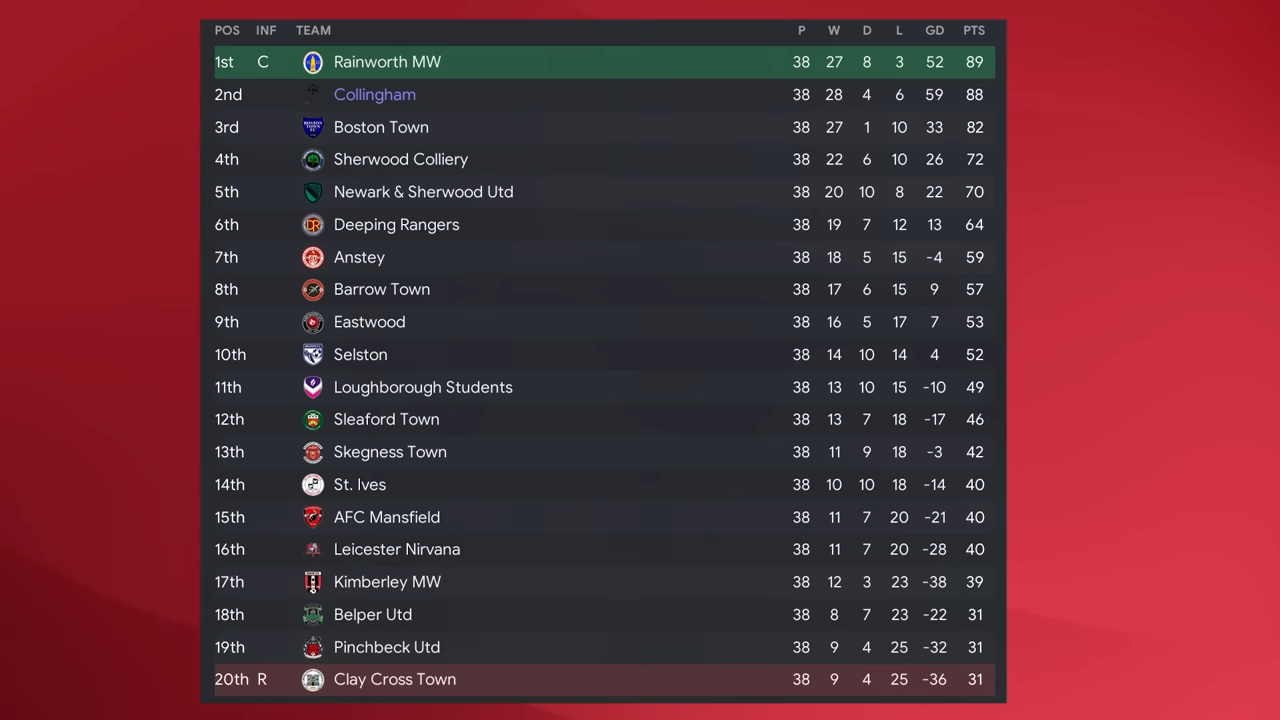 POS INF TEAM P W D L GD PTS
1st C Rainworth MW 38 27 8 3 52 89
2nd Collingham 38 28 4 6 59 88
3rd Boston Town 38 27 1 10 33 82
4th Sherwood Colliery 38 22 6 10 26 72
5th Newark & Sherwood Utd 38 20 10 8 22 70
6th Deeping Rangers 38 19 7 12 13 64
7th Anstey 38 18 5 15 -4 59
8th Barrow Town 38 17 6 15 9 57
9th Eastwood 38 16 5 17 7 53
10th Selston 38 14 10 14 4 52
11th Loughborough Students 38 13 10 15 -10 49
12th Sleaford Town 38 13 7 18 -17 46
13th Skegness Town 38 11 9 18 -3 42
14th St. Ives 38 10 10 18 -14 40
15th AFC Mansfield 38 11 7 20 -21 40
16th Leicester Nirvana 38 11 7 20 -28 40
17th Kimberley MW 38 12 3 23 -38 39
18th Belper Utd 38 8 7 23 -22 31
19th Pinchbeck Utd 38 9 4 25 -32 31
20th R Clay Cross Town 38 9 4 25 -36 31